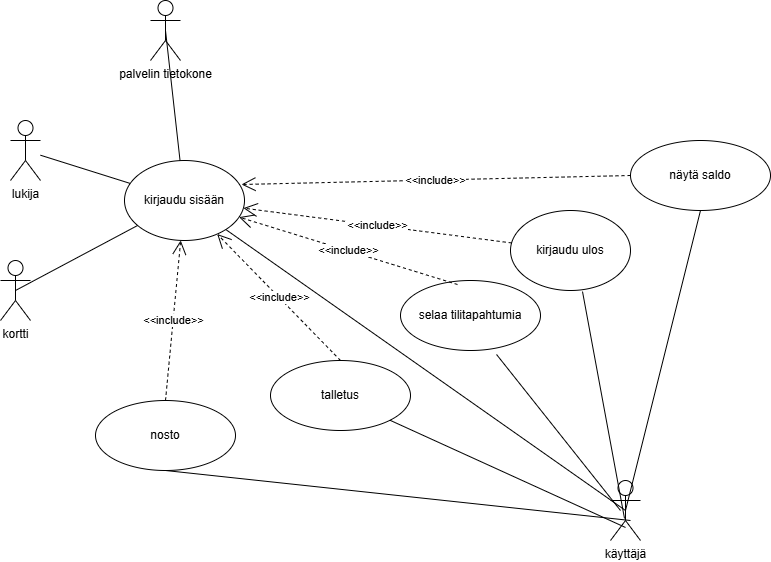 palvelin tietokone
lukija
kirjaudu sisään
<<include>>
näytä saldo
<<include>>
kirjaudu ulos
<<include>>
kortti
<<include>>
selaa tilitapahtumia
<<include>>
talletus
nosto
käyttäjä